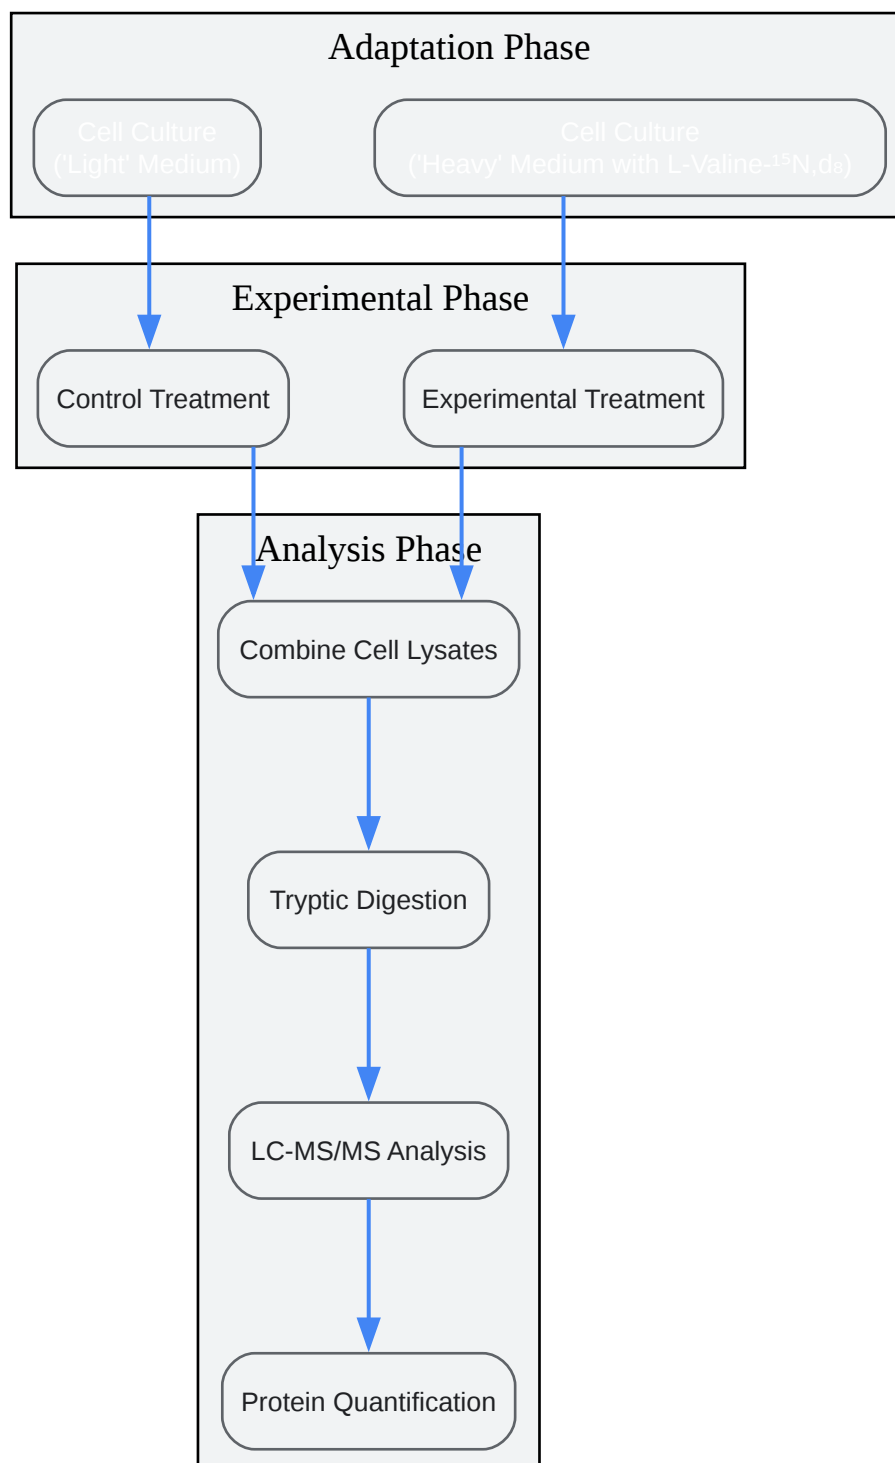 Adaptation Phase
Cell Culture
('Light' Medium)
Cell Culture
('Heavy' Medium with L-Valine-¹⁵N,d₈)
Experimental Phase
Control Treatment
Experimental Treatment
Analysis Phase
Combine Cell Lysates
Tryptic Digestion
LC-MS/MS Analysis
Protein Quantification